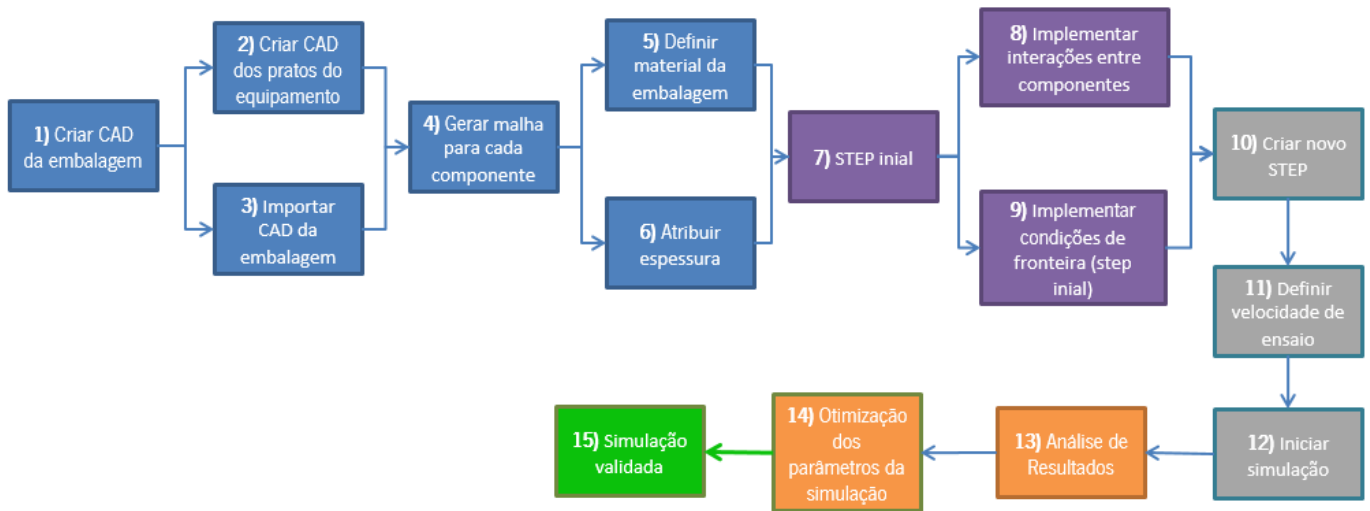 1) Criar CAD
da embalagem
2) Criar CAD
dos pratos do
equipamento
3) Importar
CAD da
embalagem
4) Gerar malha
para cada
componente
5) Definir
material da
embalagem
6) Atribuir
espessura
7) STEP inial
8) Implementar
interações entre
componentes
9) Implementar
condições de
fronteira (step
inial)
10) Criar novo
STEP
11) Definir
velocidade de
ensaio
12) Iniciar
simulação
13) Análise de
Resultados
14) Otimização
dos
parâmetros da
simulação
15) Simulação
validada